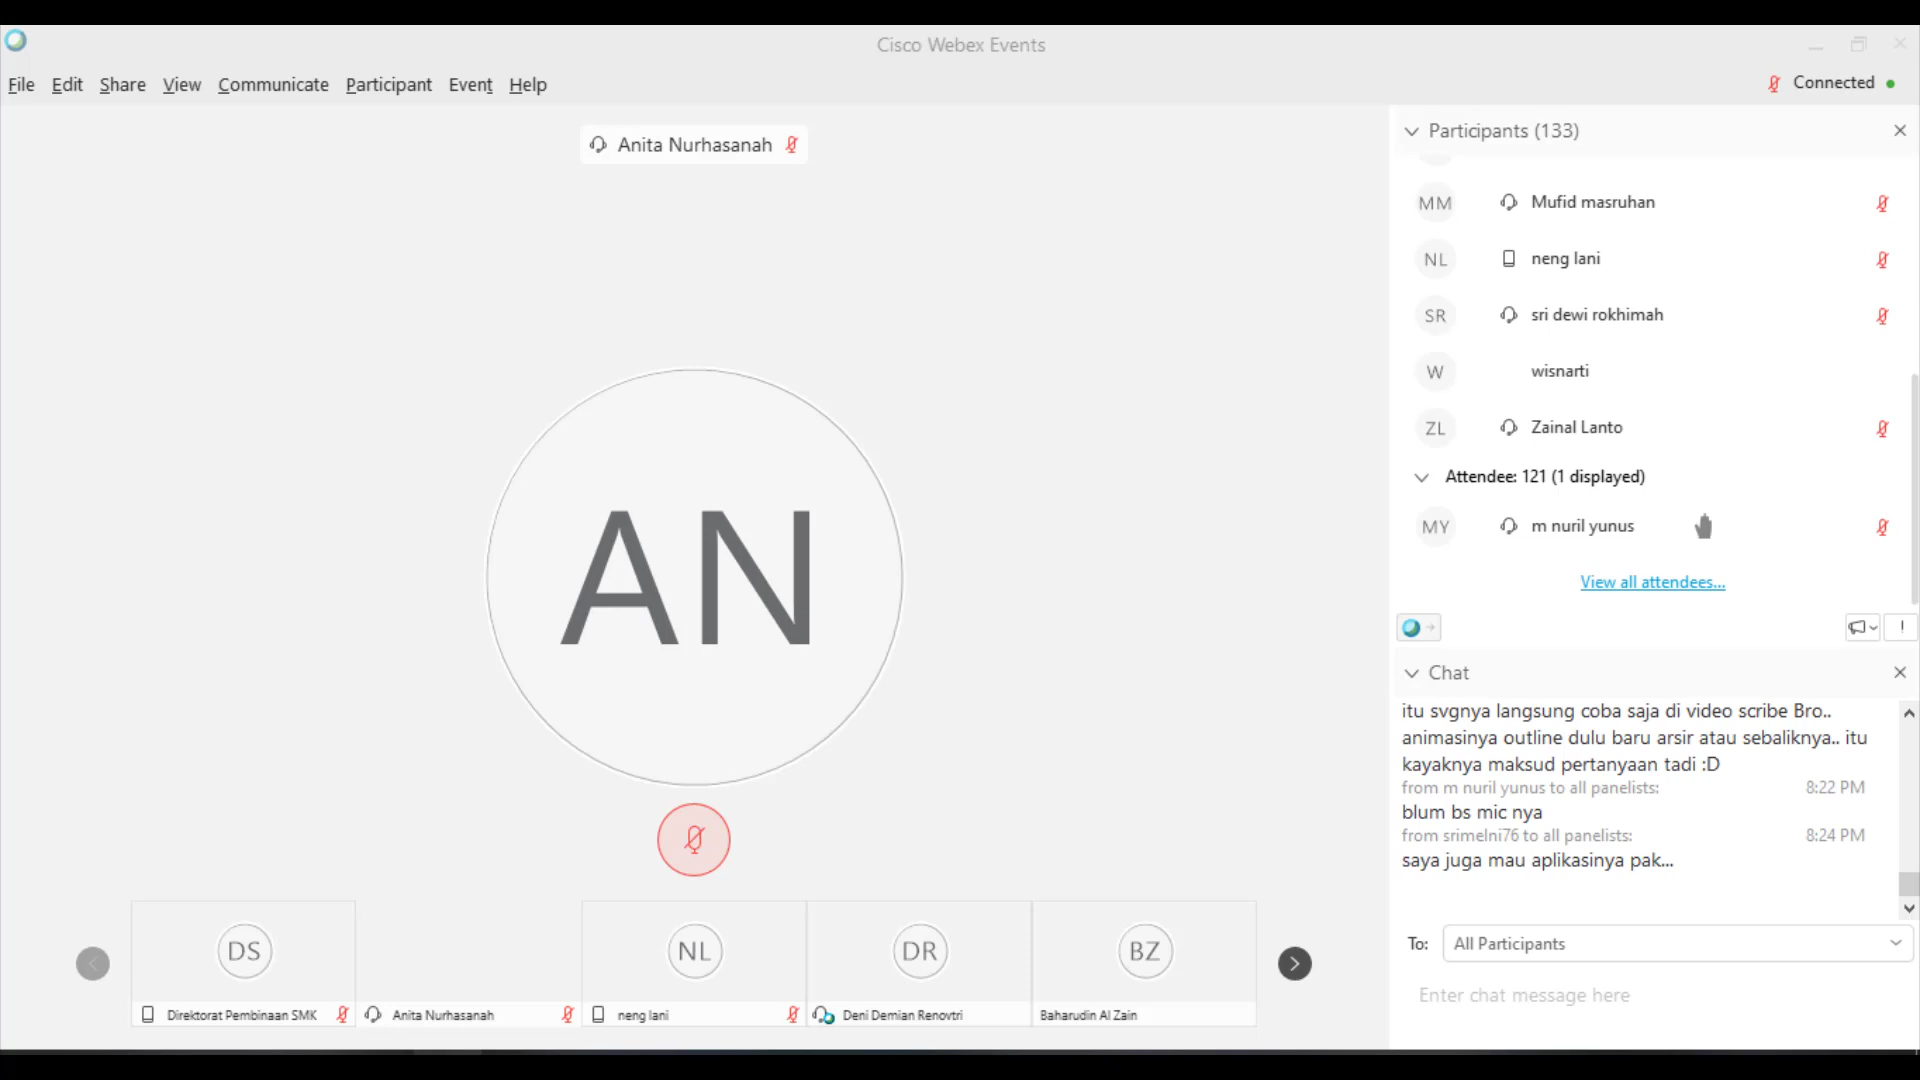 Cisco Webex Events
File Edit Share View Communicate Participant Event Help
Connected
Anita Nurhasanah
AN
DS
Direktorat Pembinaan SMK
Anita Nurhasanah
NL
neng lani
DR
Deni Demian Renovtri
BZ
Baharudin Al Zain
Participants (133)
MM Mufid masruhan
NL neng lani
SR sri dewi rokhimah
W wisnarti
ZL Zainal Lanto
Attendee: 121 (1 displayed)
MY m nuril yunus
View all attendees...
!
Chat
itu svgnya langsung coba saja di video scribe Bro..
animasinya outline dulu baru arsir atau sebaliknya.. itu
kayaknya maksud pertanyaan tadi :D
from m nuril yunus to all panelists: 8:22 PM
blum bs mic nya
from srimelni76 to all panelists: 8:24 PM
saya juga mau aplikasinya pak...
To: All Participants
Enter chat message here